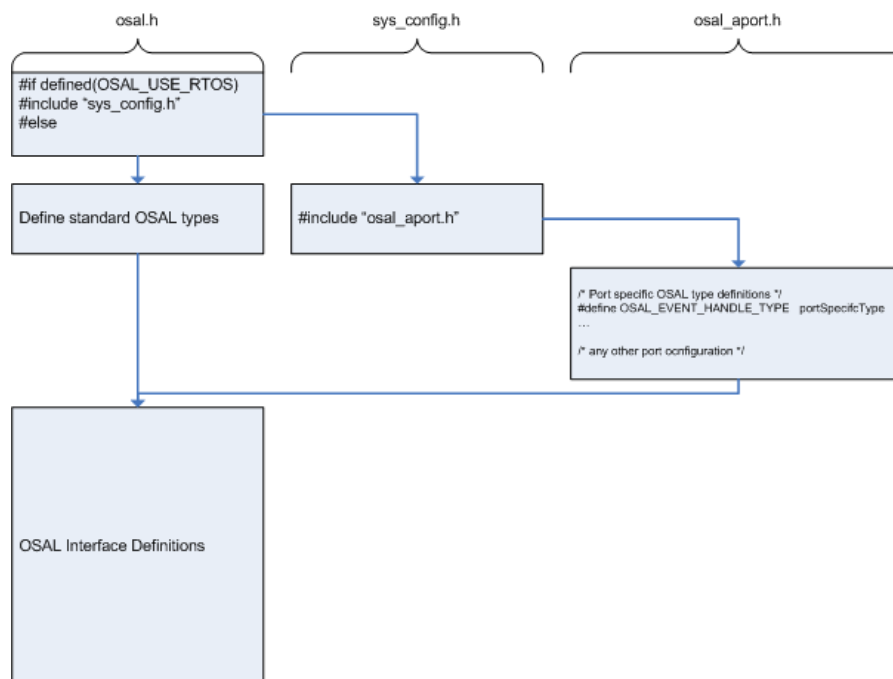 osal.h
sys_config.h
osal_aport.h
#if defined(OSAL_USE_RTOS)
#include “sys_config.h”
#else
Define standard OSAL types
#include “osal_aport.h”
/* Port specific OSAL type definitions */
#define OSAL_EVENT_HANDLE_TYPE portSpecifcType
...
/* any other port ocnfiguration */
OSAL Interface Definitions